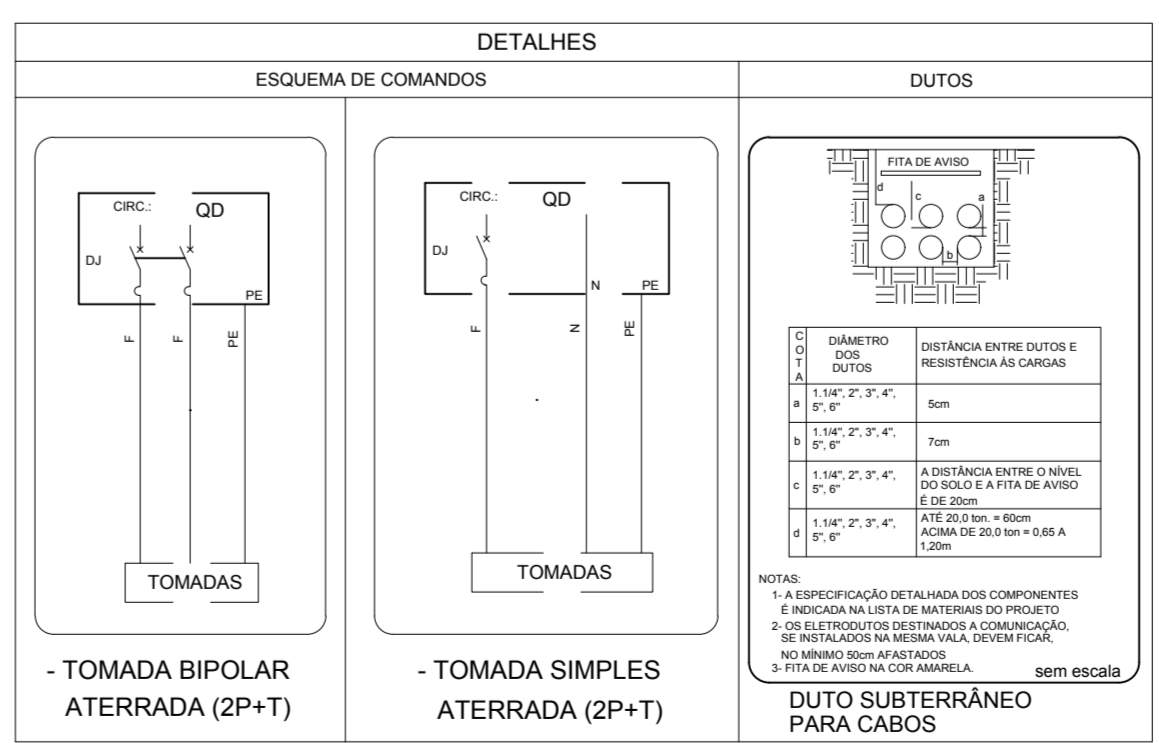 DETALHES
ESQUEMA DE COMANDOS
DUTOS
CIRC.:
QD
DJ
PE
F
F
PE
TOMADAS
- TOMADA BIPOLAR
ATERRADA (2P+T)
CIRC.:
QD
DJ
N
PE
F
N
PE
TOMADAS
- TOMADA SIMPLES
ATERRADA (2P+T)
FITA DE AVISO
d
c
a
b
COTA
DIÂMETRO
DOS
DUTOS
DISTÂNCIA ENTRE DUTOS E
RESISTÊNCIA ÀS CARGAS
a
1.1/4", 2", 3", 4",
5", 6"
5cm
b
1.1/4", 2", 3", 4",
5", 6"
7cm
c
1.1/4", 2", 3", 4",
5", 6"
A DISTÂNCIA ENTRE O NÍVEL
DO SOLO E A FITA DE AVISO
É DE 20cm
d
1.1/4", 2", 3", 4",
5", 6"
ATÉ 20,0 ton. = 60cm
ACIMA DE 20,0 ton = 0,65 A
1,20m
NOTAS:
1- A ESPECIFICAÇÃO DETALHADA DOS COMPONENTES
É INDICADA NA LISTA DE MATERIAIS DO PROJETO
2- OS ELETRODUTOS DESTINADOS A COMUNICAÇÃO,
SE INSTALADOS NA MESMA VALA, DEVEM FICAR,
NO MÍNIMO 50cm AFASTADOS
3- FITA DE AVISO NA COR AMARELA.
sem escala
DUTO SUBTERRÂNEO
PARA CABOS